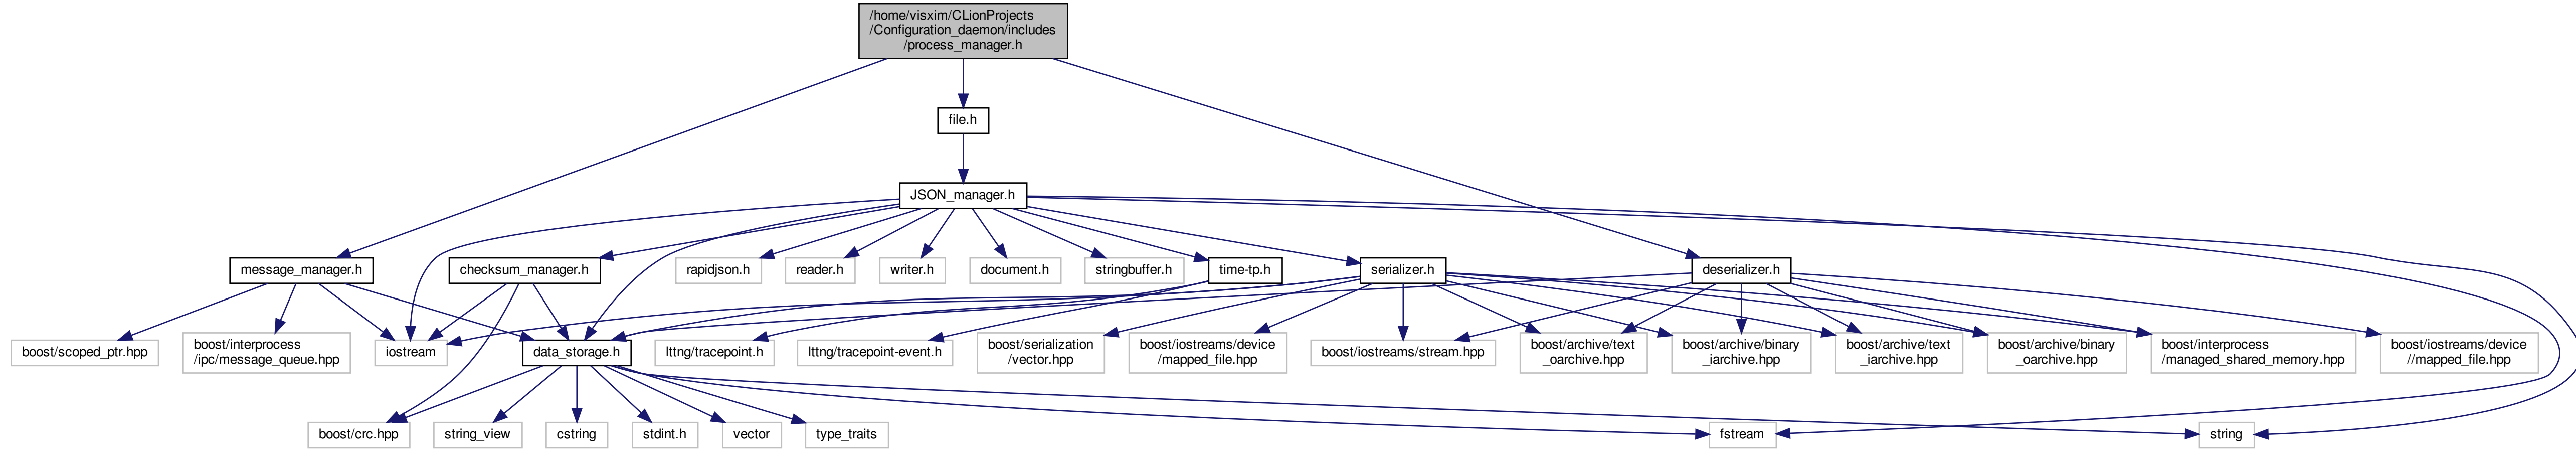 /home/visxim/CLionProjects
/Configuration_daemon/includes
/process_manager.h
file.h
JSON_manager.h
message_manager.h
checksum_manager.h
rapidjson.h
reader.h
writer.h
document.h
stringbuffer.h
time-tp.h
serializer.h
deserializer.h
boost/scoped_ptr.hpp
boost/interprocess
/ipc/message_queue.hpp
iostream
data_storage.h
lttng/tracepoint.h
lttng/tracepoint-event.h
boost/serialization
/vector.hpp
boost/iostreams/device
/mapped_file.hpp
boost/iostreams/stream.hpp
boost/archive/text
_oarchive.hpp
boost/archive/binary
_iarchive.hpp
boost/archive/text
_iarchive.hpp
boost/archive/binary
_oarchive.hpp
boost/interprocess
/managed_shared_memory.hpp
boost/iostreams/device
//mapped_file.hpp
boost/crc.hpp
string_view
cstring
stdint.h
vector
type_traits
fstream
string